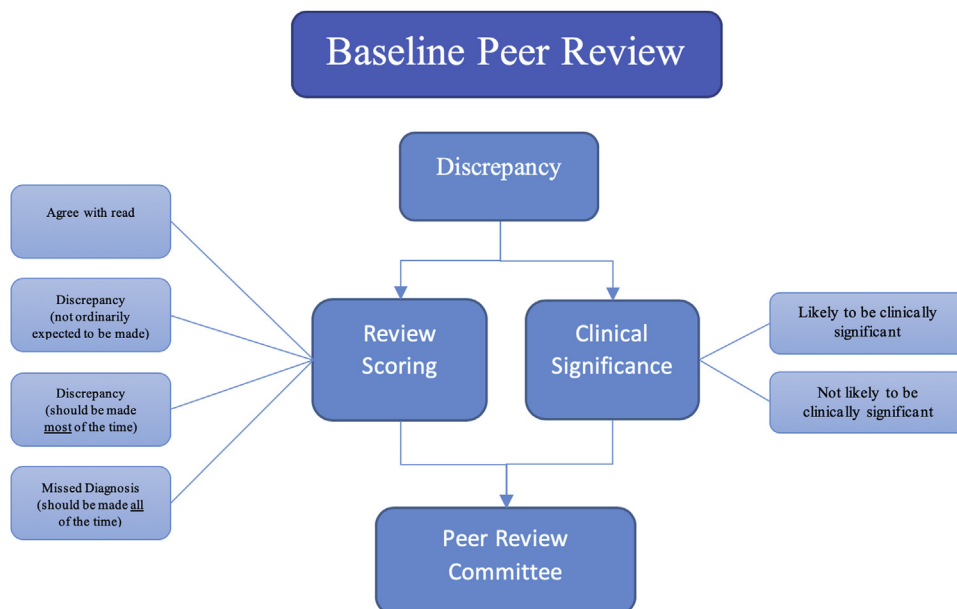 Baseline Peer Review
Discrepancy
Agree with read
Discrepancy
(not ordinarily
expected to be made)
Discrepancy
(should be made
most of the time)
Missed Diagnosis
(should be made all
of the time)
Review
Scoring
Clinical
Significance
Likely to be clinically
significant
Not likely to be
clinically significant
Peer Review
Committee